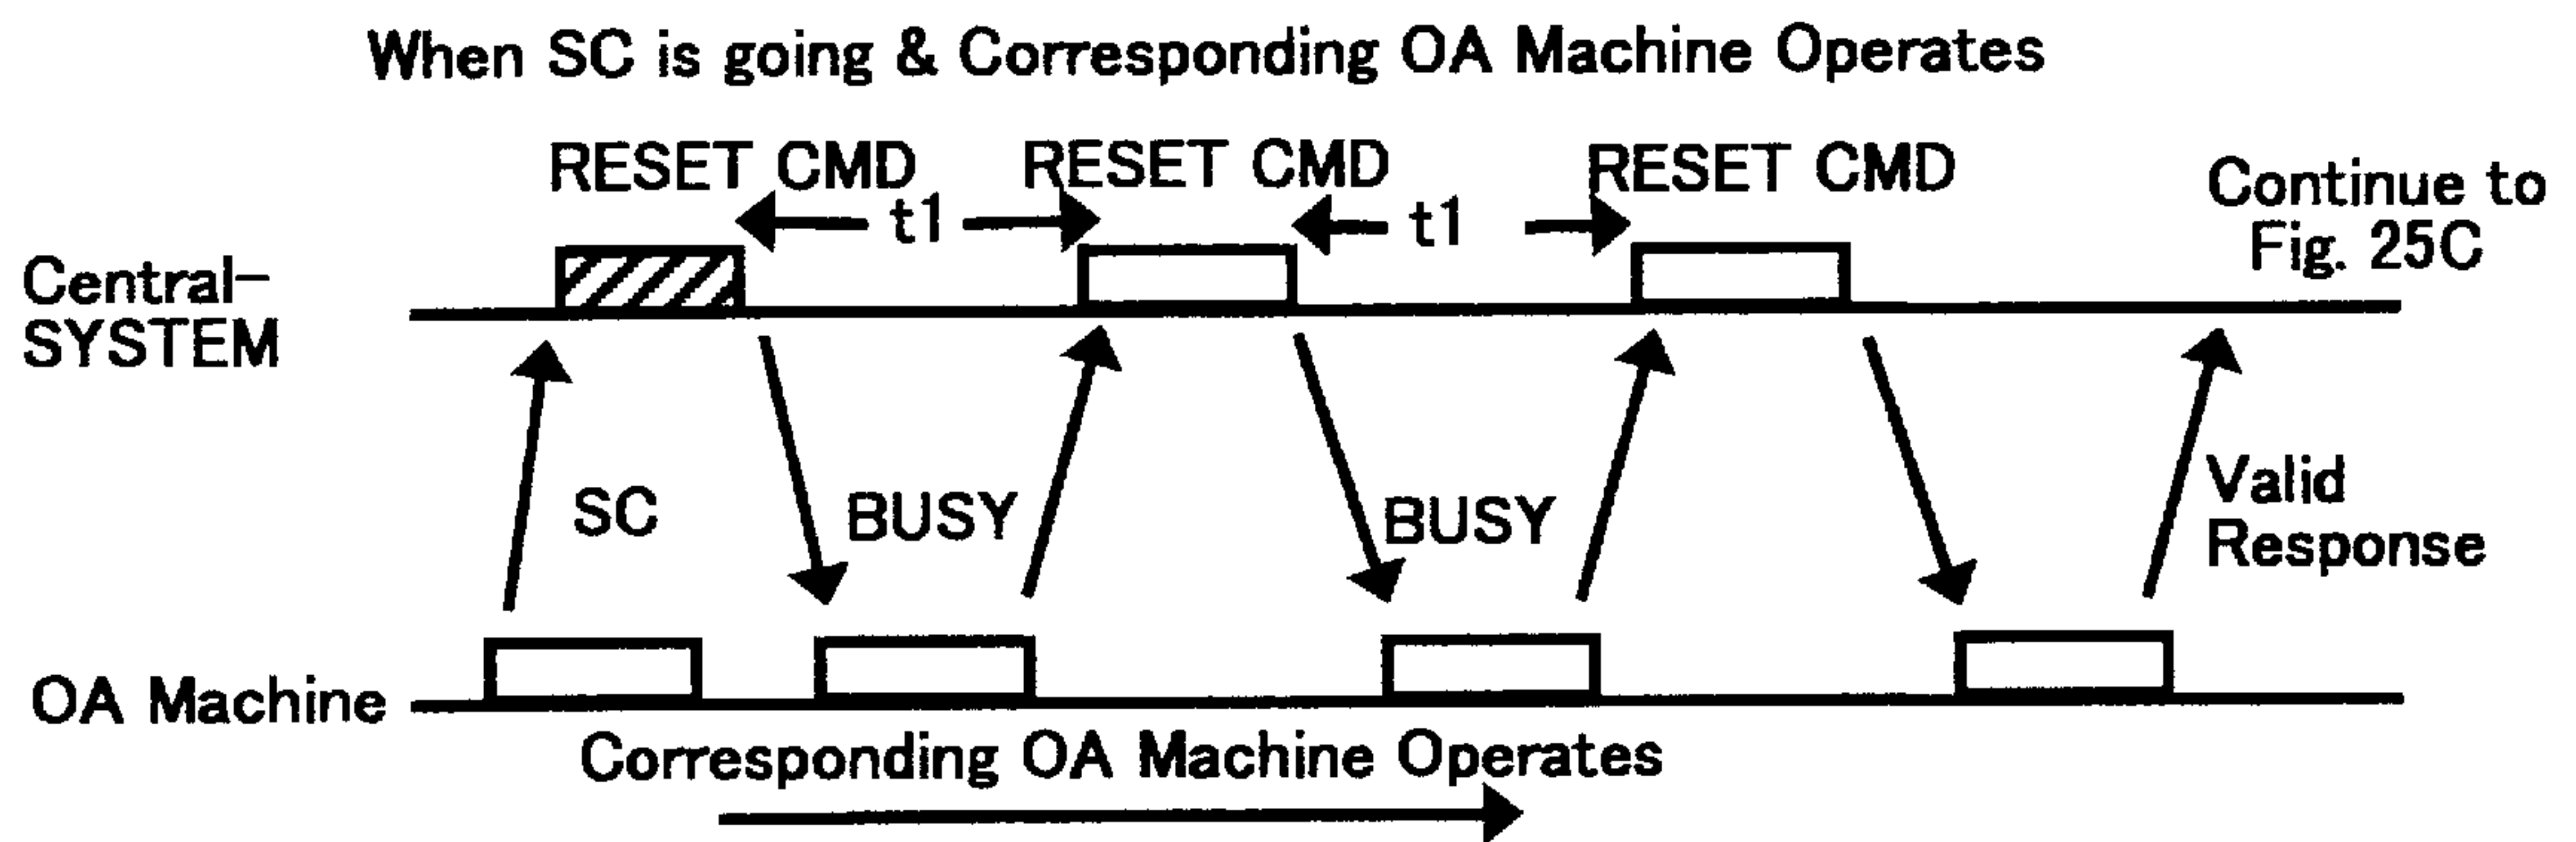 When SC is going & Corresponding OA Machine Operates
RESET CMD
RESET CMD
RESET CMD
t1
t1
Continue to
Fig. 25C
Central-
SYSTEM
SC
BUSY
BUSY
Valid
Response
OA Machine
Corresponding OA Machine Operates